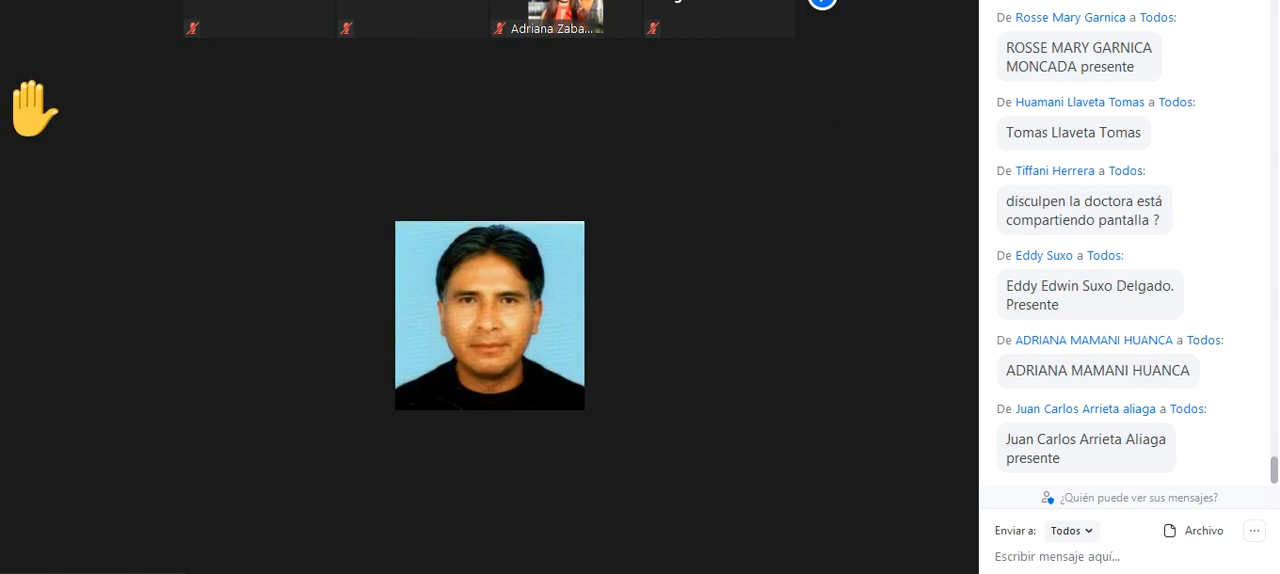 Adriana Zaba...
De Rosse Mary Garnica a Todos:
ROSSE MARY GARNICA
MONCADA presente
De Huamani Llaveta Tomas a Todos:
Tomas Llaveta Tomas
De Tiffani Herrera a Todos:
disculpen la doctora está
compartiendo pantalla ?
De Eddy Suxo a Todos:
Eddy Edwin Suxo Delgado.
Presente
De ADRIANA MAMANI HUANCA a Todos:
ADRIANA MAMANI HUANCA
De Juan Carlos Arrieta aliaga a Todos:
Juan Carlos Arrieta Aliaga
presente
¿Quién puede ver sus mensajes?
Enviar a: Todos Archivo ...
Escribir mensaje aquí...